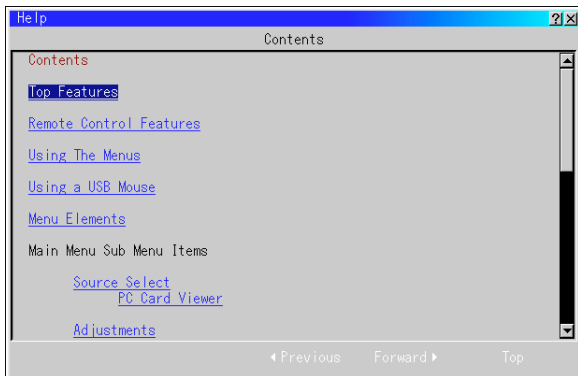 Help
Contents
Contents
Top Features
Remote Control Features
Using The Menus
Using a USB Mouse
Menu Elements
Main Menu Sub Menu Items
Source Select
PC Card Viewer
Adjustments
Previous Forward Top